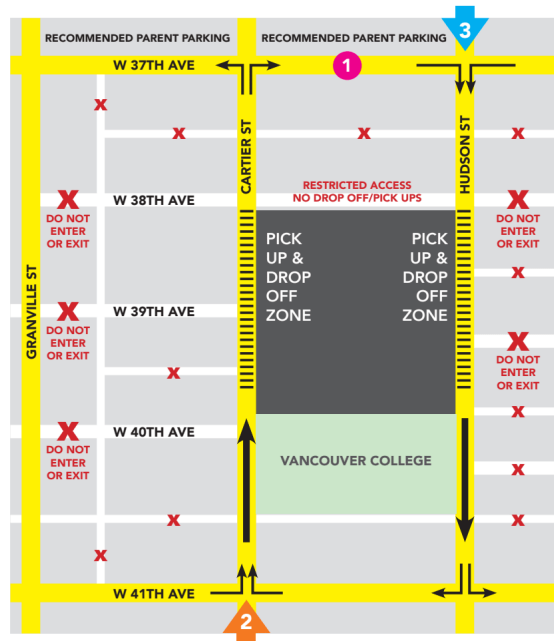 3
RECOMMENDED PARENT PARKING
RECOMMENDED PARENT PARKING
W 37TH AVE
1
CARTIER ST
HUDSON ST
X
X
X
X
RESTRICTED ACCESS
NO DROP OFF/PICK UPS
X
DO NOT
ENTER
OR EXIT
W 38TH AVE
X
DO NOT
ENTER
OR EXIT
PICK
UP &
DROP
OFF
ZONE
PICK
UP &
DROP
OFF
ZONE
GRANVILLE ST
X
X
DO NOT
ENTER
OR EXIT
W 39TH AVE
X
DO NOT
ENTER
OR EXIT
X
X
X
DO NOT
ENTER
OR EXIT
W 40TH AVE
VANCOUVER COLLEGE
X
X
X
X
W 41TH AVE
2